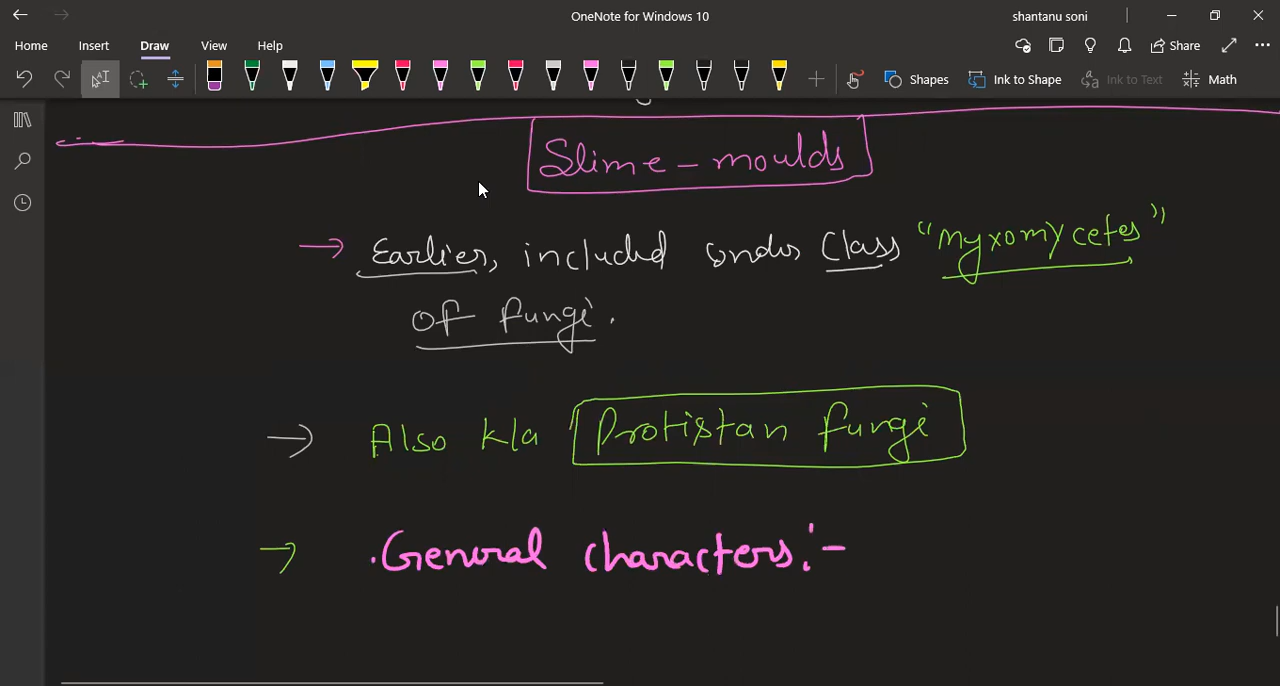 OneNote for Windows 10
shantanu soni
Home Insert Draw View Help
Share
Shapes Ink to Shape Ink to Text Math
Slime - moulds
→ Earlier, included under Class "Myxomycetes"
of fungi.
→ Also k/a Protistan fungi
→ .General characters:-